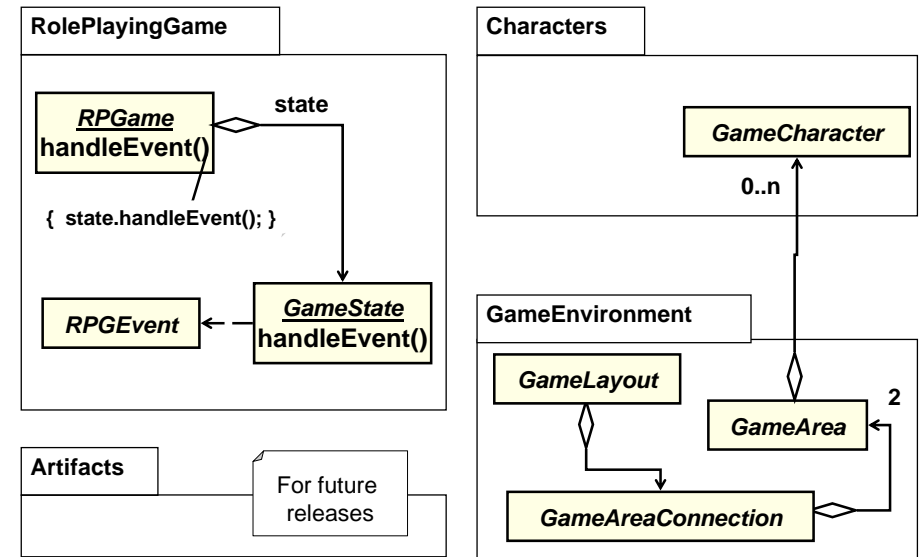 RolePlayingGame
RPGame
handleEvent()
state
{ state.handleEvent(); }
RPGEvent
GameState
handleEvent()
Characters
GameCharacter
0..n
GameEnvironment
GameLayout
GameArea
2
GameAreaConnection
Artifacts
For future
releases